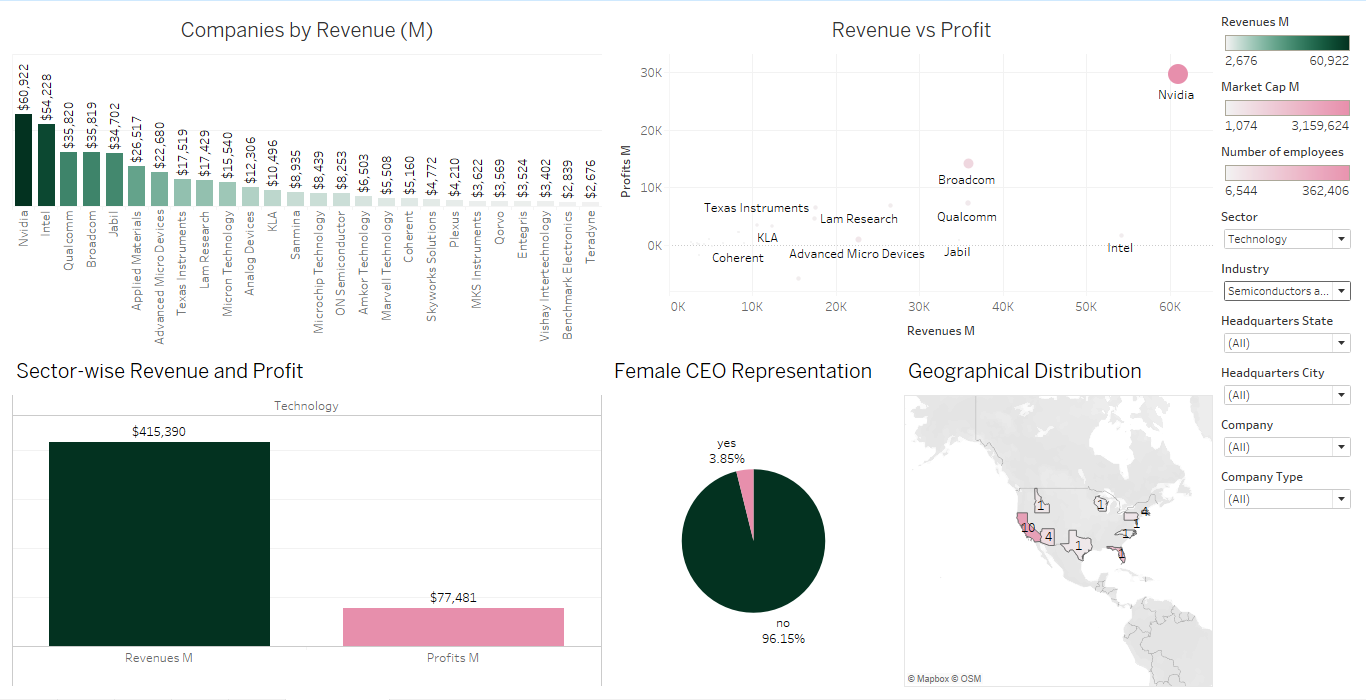 Companies by Revenue (M)
$60,922
$54,228
$35,820
$35,819
$34,702
$26,517
$22,680
$17,519
$17,429
$15,540
$12,306
$10,496
$8,935
$8,439
$8,253
$6,503
$5,508
$5,160
$4,772
$4,210
$3,622
$3,569
$3,524
$3,402
$2,839
$2,676
Nvidia
Intel
Qualcomm
Broadcom
Jabil
Applied Materials
Advanced Micro Devices
Texas Instruments
Lam Research
Micron Technology
Analog Devices
KLA
Sanmina
Microchip Technology
ON Semiconductor
Amkor Technology
Marvell Technology
Coherent
Skyworks Solutions
Plexus
MKS Instruments
Qorvo
Entegris
Vishay Intertechnology
Benchmark Electronics
Teradyne
Revenue vs Profit
Profits M
30K
20K
10K
0K
Nvidia
Broadcom
Texas Instruments
Lam Research
Qualcomm
KLA
Intel
Coherent
Advanced Micro Devices
Jabil
0K 10K 20K 30K 40K 50K 60K
Revenues M
Revenues M
2,676 60,922
Market Cap M
1,074 3,159,624
Number of employees
6,544 362,406
Sector
Technology
Industry
Semiconductors a...
Headquarters State
(All)
Headquarters City
(All)
Company
(All)
Company Type
(All)
Sector-wise Revenue and Profit
Technology
$415,390
$77,481
Revenues M Profits M
Female CEO Representation
yes
3.85%
no
96.15%
Geographical Distribution
1
1
4
10
4
1
1
1
1
© Mapbox © OSM